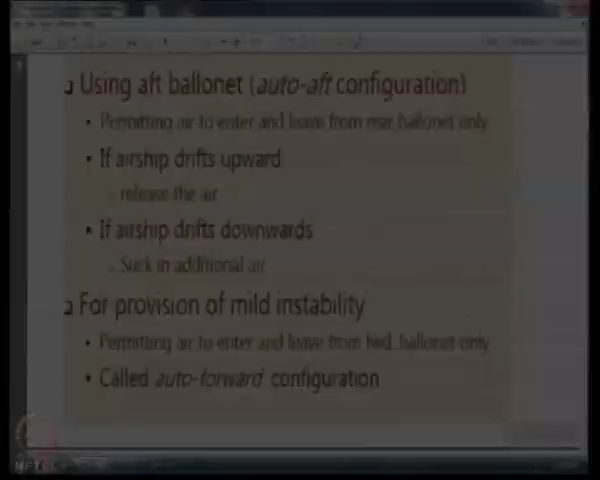 Using aft ballonet (auto-aft configuration)
Permitting air to enter and leave from rear ballonet only
If airship drifts upward
release the air
If airship drifts downwards
Suck in additional air
For provision of mild instability
Permitting air to enter and leave from fwd. ballonet only
Called auto-forward configuration
NPTEL